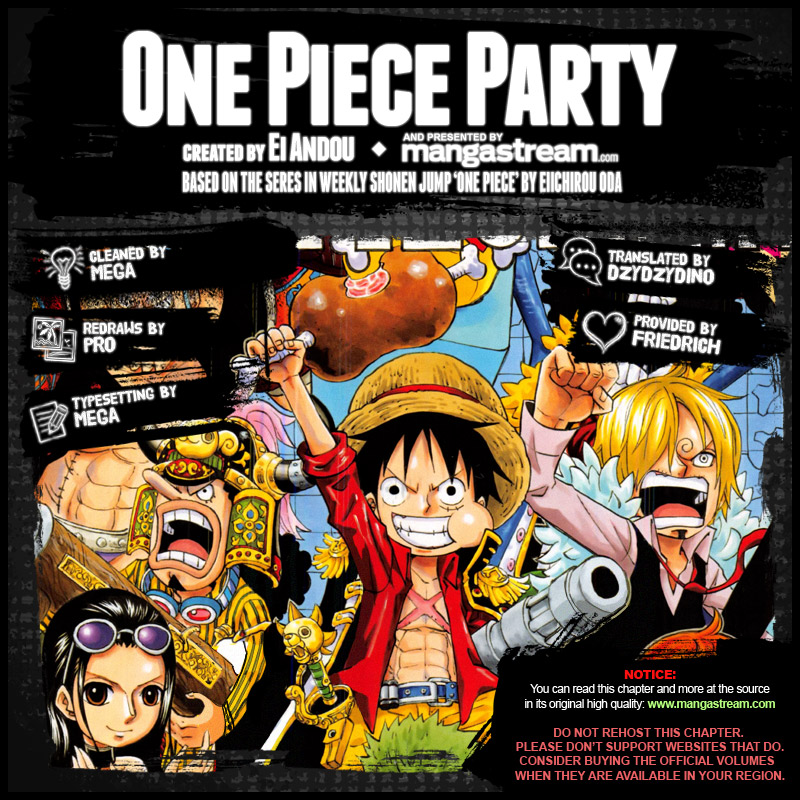 ONE PIECE PARTY
CREATED BY EI ANDOU ◆ AND PRESENTED BY mangastream.com
BASED ON THE SERES IN WEEKLY SHONEN JUMP 'ONE PIECE' BY EIICHIROU ODA
CLEANED BY
MEGA
REDRAWS BY
PRO
TYPESETTING BY
MEGA
TRANSLATED BY
DZYDZYDINO
PROVIDED BY
FRIEDRICH
NOTICE:
You can read this chapter and more at the source
in its original high quality: www.mangastream.com
DO NOT REHOST THIS CHAPTER.
PLEASE DON'T SUPPORT WEBSITES THAT DO.
CONSIDER BUYING THE OFFICIAL VOLUMES
WHEN THEY ARE AVAILABLE IN YOUR REGION.